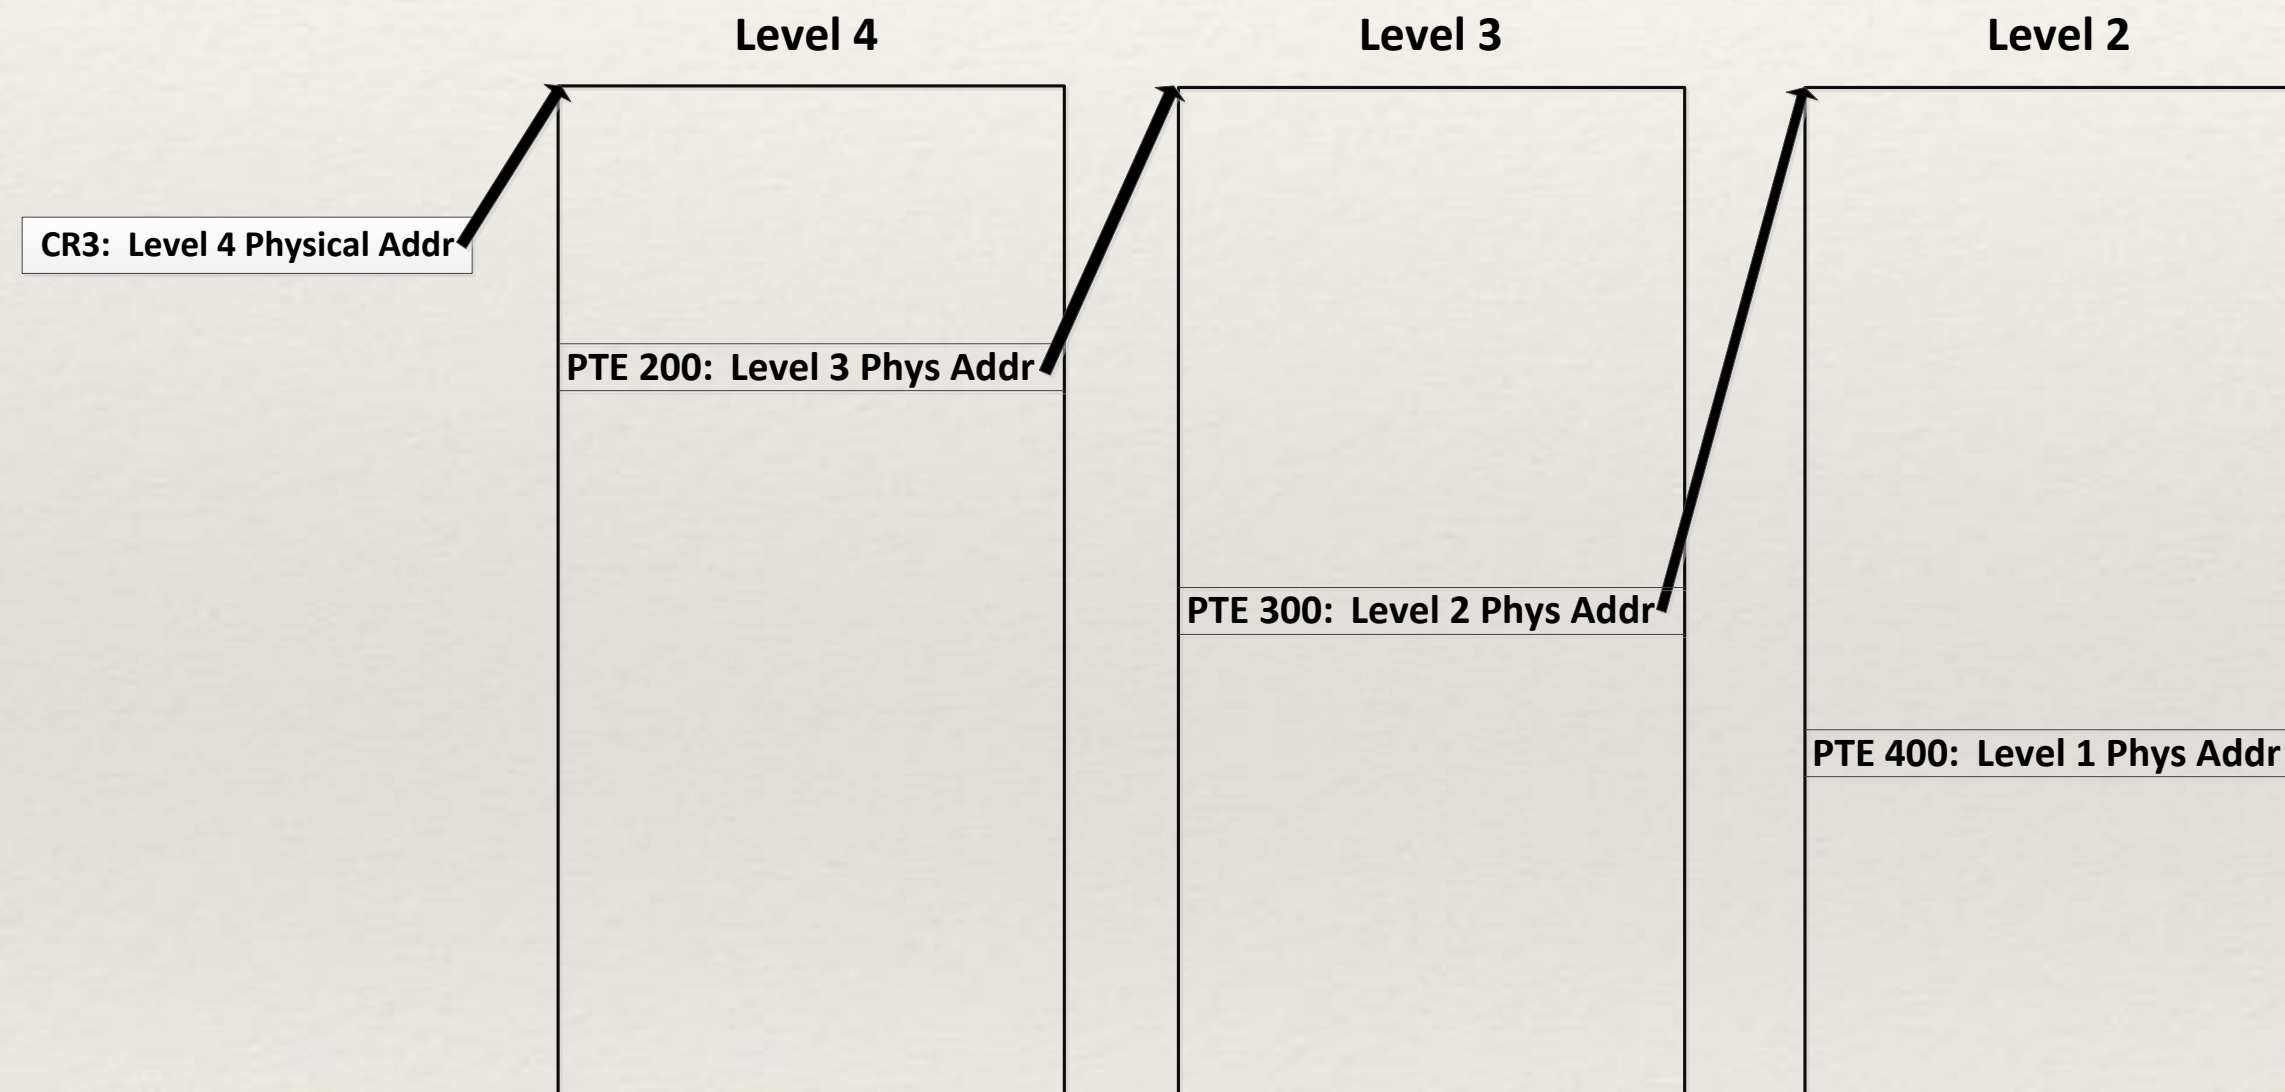 Level 4
Level 3
Level 2
CR3:  Level 4 Physical Addr
PTE 200:  Level 3 Phys Addr
PTE 300:  Level 2 Phys Addr
PTE 400:  Level 1 Phys Addr